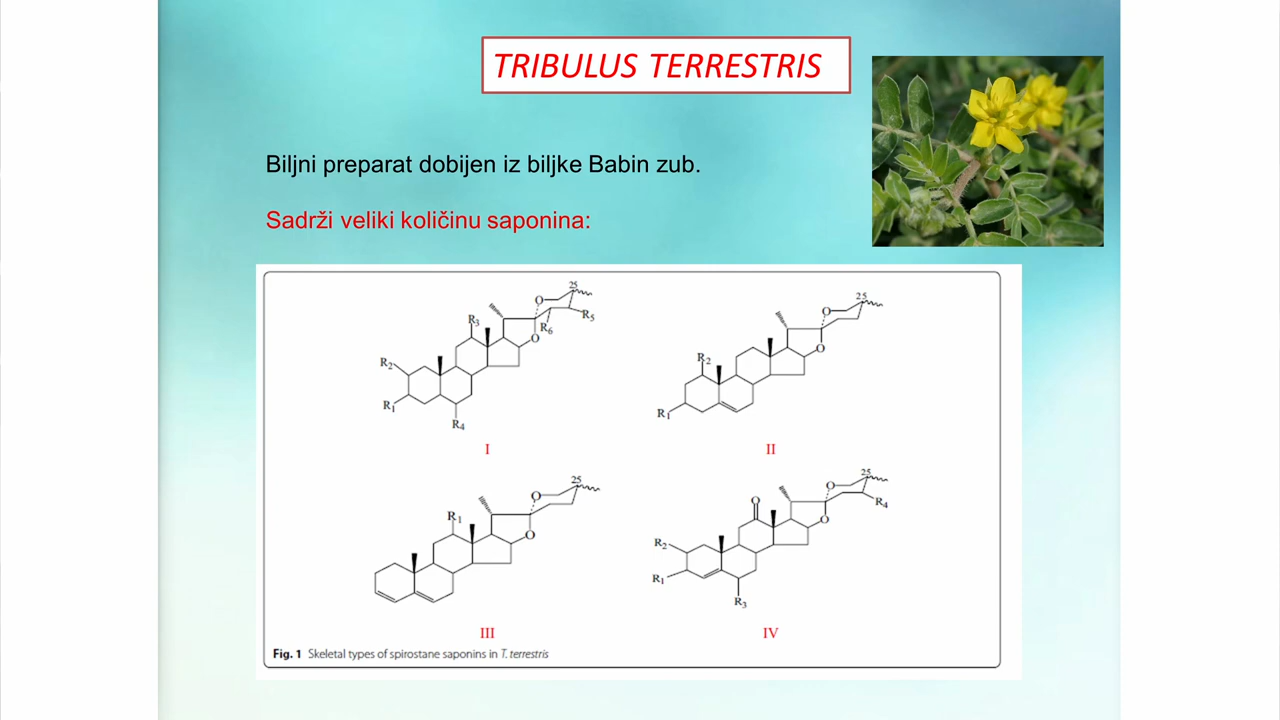 TRIBULUS TERRESTRIS
Biljni preparat dobijen iz biljke Babin zub.
Sadrži veliki količinu saponina:
25
O
R3
R5
R6
O
R2
R1
R4
I
25
O
O
R2
R1
II
25
O
R1
O
III
25
O
O
R4
O
R2
R1
R3
IV
Fig. 1 Skeletal types of spirostane saponins in T. terrestris